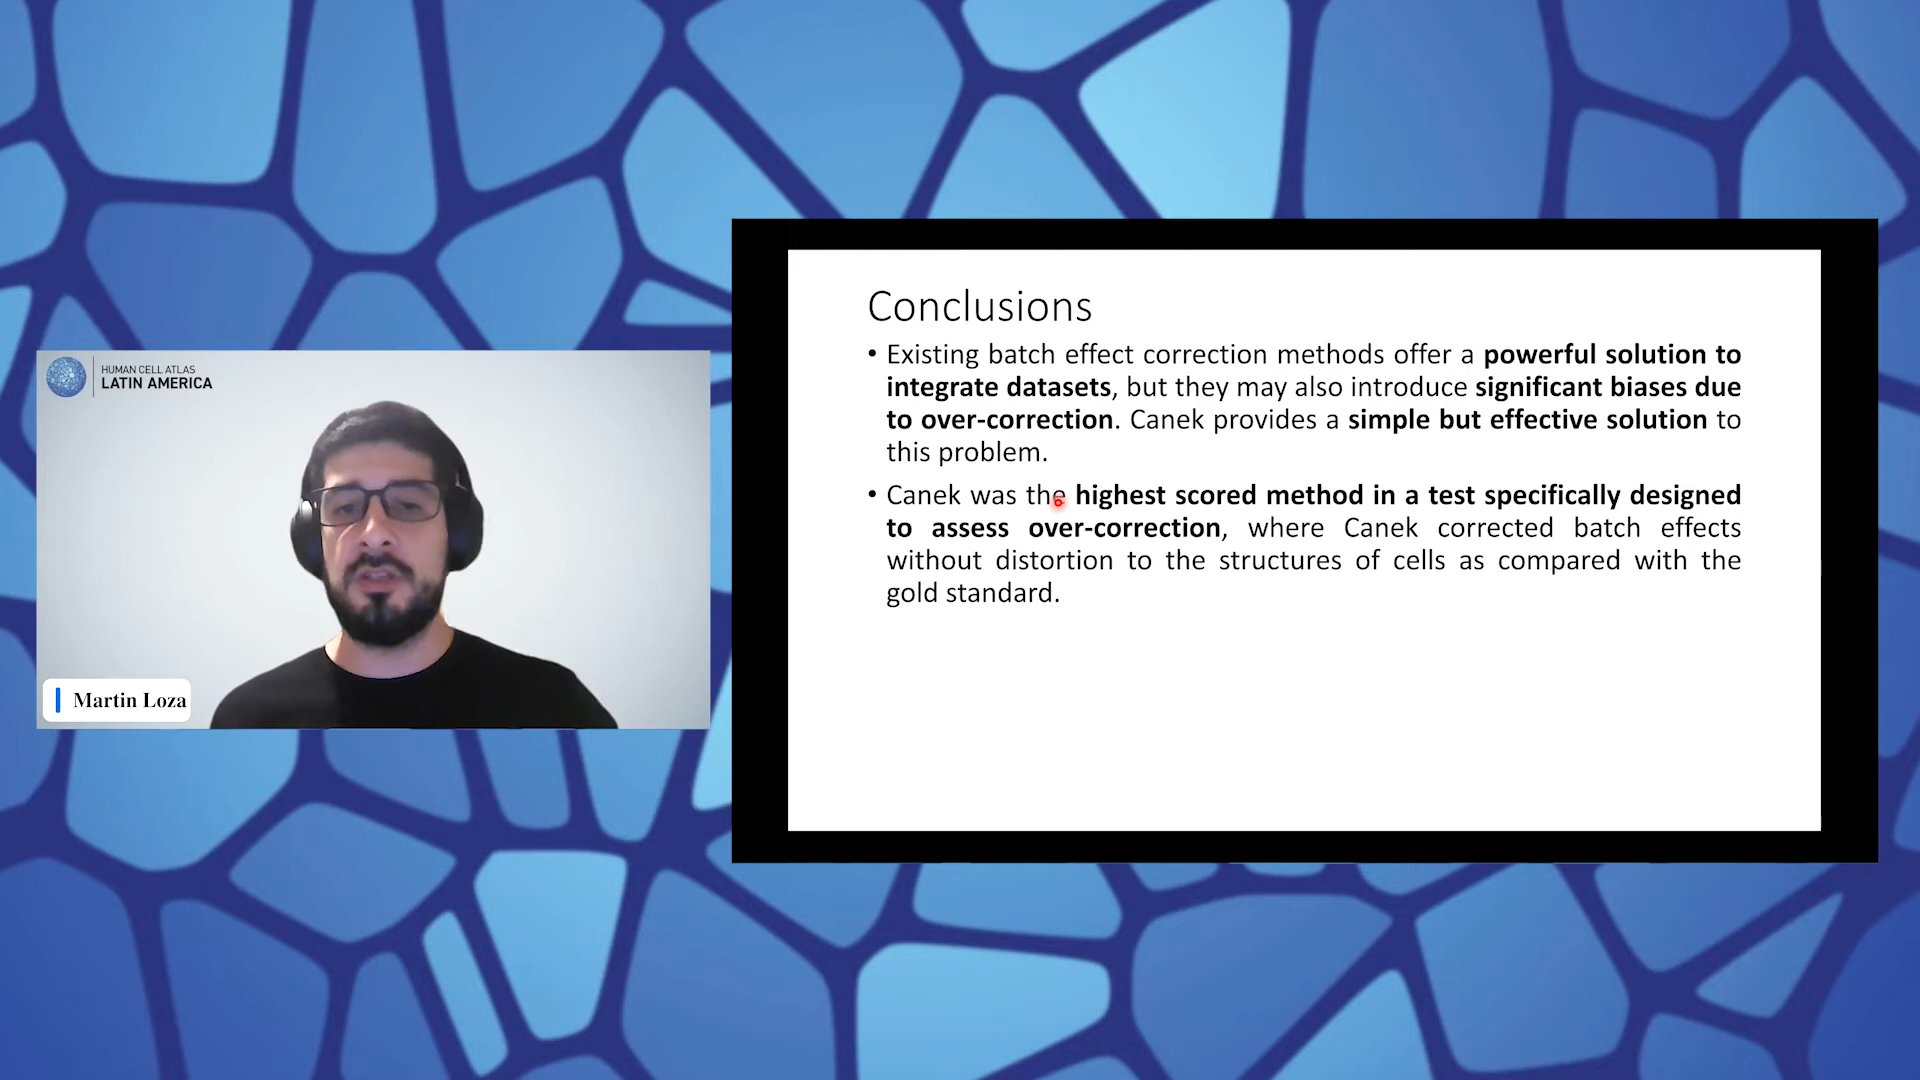 HUMAN CELL ATLAS
LATIN AMERICA
Martin Loza
Conclusions
• Existing batch effect correction methods offer a powerful solution to
integrate datasets, but they may also introduce significant biases due
to over-correction. Canek provides a simple but effective solution to
this problem.
• Canek was the highest scored method in a test specifically designed
to assess over-correction, where Canek corrected batch effects
without distortion to the structures of cells as compared with the
gold standard.